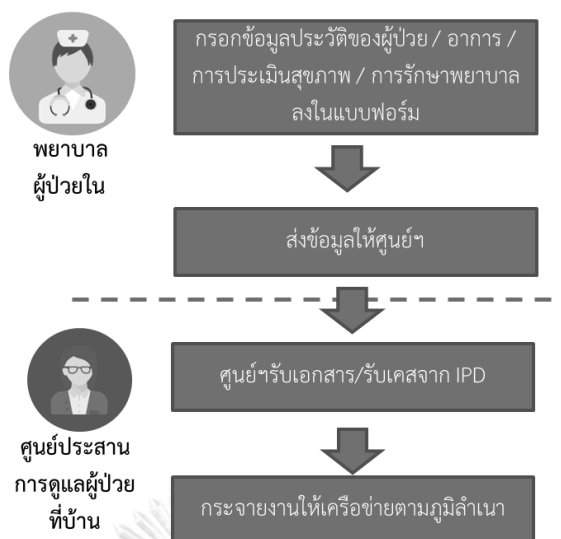 กรอกข้อมูลประวัติของผู้ป่วย / อาการ /
การประเมินสุขภาพ / การรักษาพยาบาล
ลงในแบบฟอร์ม
พยาบาล
ผู้ป่วยใน
ส่งข้อมูลให้ศูนย์ฯ
ศูนย์ฯรับเอกสาร/รับเคสจาก IPD
ศูนย์ประสาน
การดูแลผู้ป่วย
ที่บ้าน
กระจายงานให้เครือข่ายตามภูมิลำเนา